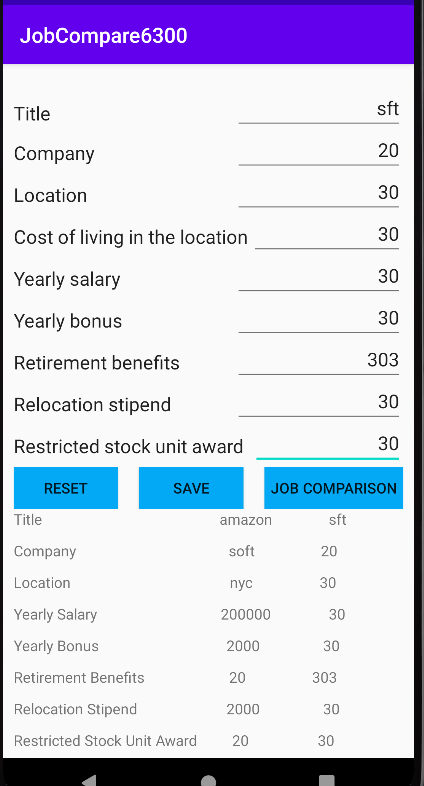 JobCompare6300
Title sft
Company 20
Location 30
Cost of living in the location 30
Yearly salary 30
Yearly bonus 30
Retirement benefits 303
Relocation stipend 30
Restricted stock unit award 30
RESET SAVE JOB COMPARISON
Title amazon sft
Company soft 20
Location nyc 30
Yearly Salary 200000 30
Yearly Bonus 2000 30
Retirement Benefits 20 303
Relocation Stipend 2000 30
Restricted Stock Unit Award 20 30